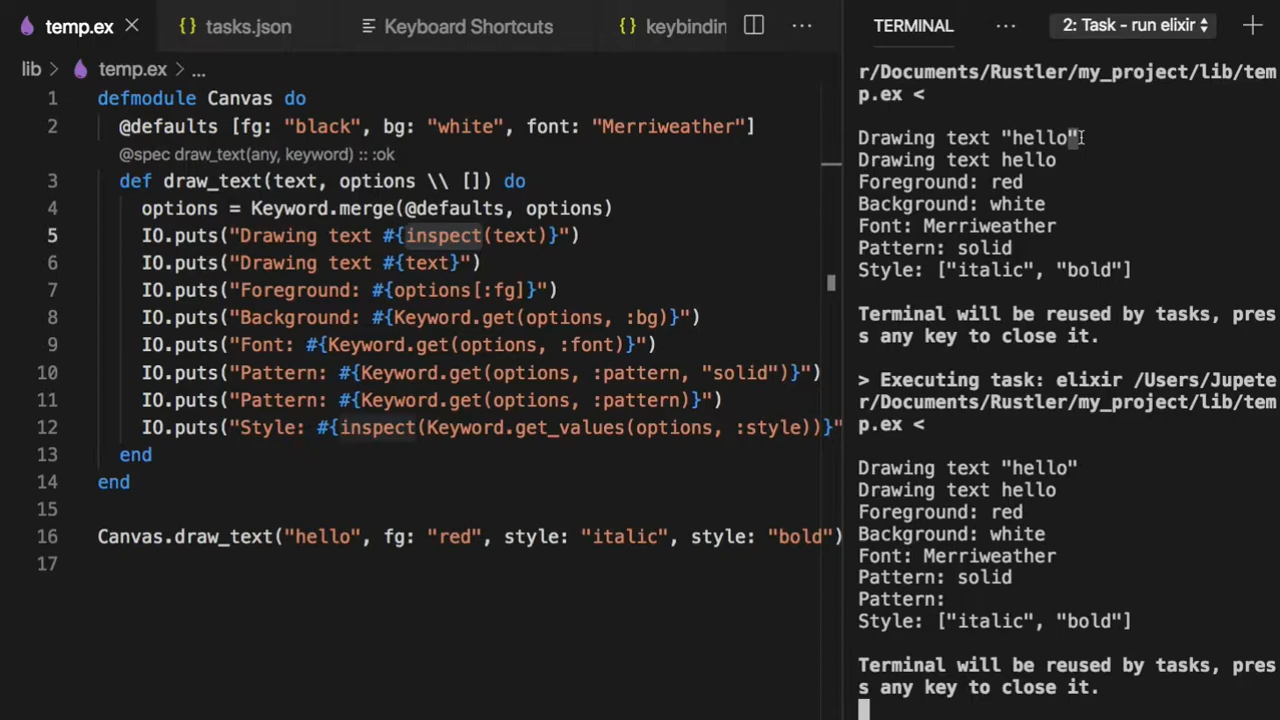 temp.ex
tasks.json
Keyboard Shortcuts
keybindin
TERMINAL
2: Task - run elixir
lib > temp.ex > ...
1 defmodule Canvas do
2 @defaults [fg: "black", bg: "white", font: "Merriweather"]
@spec draw_text(any, keyword) :: :ok
3 def draw_text(text, options \\ []) do
4 options = Keyword.merge(@defaults, options)
5 IO.puts("Drawing text #{inspect(text)}")
6 IO.puts("Drawing text #{text}")
7 IO.puts("Foreground: #{options[:fg]}")
8 IO.puts("Background: #{Keyword.get(options, :bg)}")
9 IO.puts("Font: #{Keyword.get(options, :font)}")
10 IO.puts("Pattern: #{Keyword.get(options, :pattern, "solid")}")
11 IO.puts("Pattern: #{Keyword.get(options, :pattern)}")
12 IO.puts("Style: #{inspect(Keyword.get_values(options, :style))}"
13 end
14 end
15
16 Canvas.draw_text("hello", fg: "red", style: "italic", style: "bold")
17
r/Documents/Rustler/my_project/lib/tem
p.ex <
Drawing text "hello"
Drawing text hello
Foreground: red
Background: white
Font: Merriweather
Pattern: solid
Style: ["italic", "bold"]
Terminal will be reused by tasks, pres
s any key to close it.
> Executing task: elixir /Users/Jupete
r/Documents/Rustler/my_project/lib/tem
p.ex <
Drawing text "hello"
Drawing text hello
Foreground: red
Background: white
Font: Merriweather
Pattern: solid
Pattern:
Style: ["italic", "bold"]
Terminal will be reused by tasks, pres
s any key to close it.